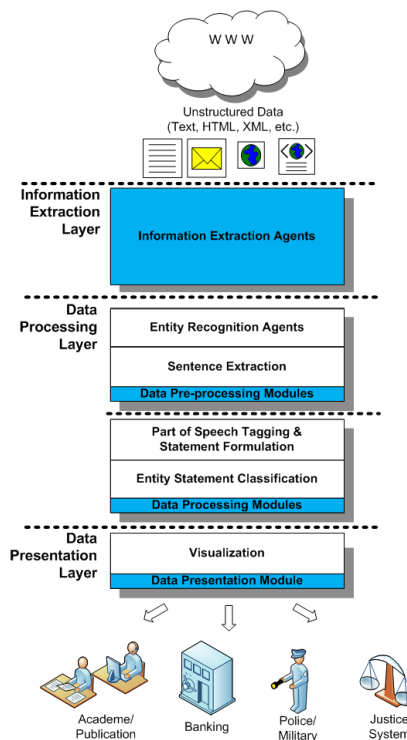 W W W
Unstructured Data
(Text, HTML, XML, etc.)
Information
Extraction
Layer
Information Extraction Agents
Data
Processing
Layer
Entity Recognition Agents
Sentence Extraction
Data Pre-processing Modules
Part of Speech Tagging &
Statement Formulation
Entity Statement Classification
Data Processing Modules
Data
Presentation
Layer
Visualization
Data Presentation Module
Academe/
Publication
Banking
Police/
Military
Justice
System